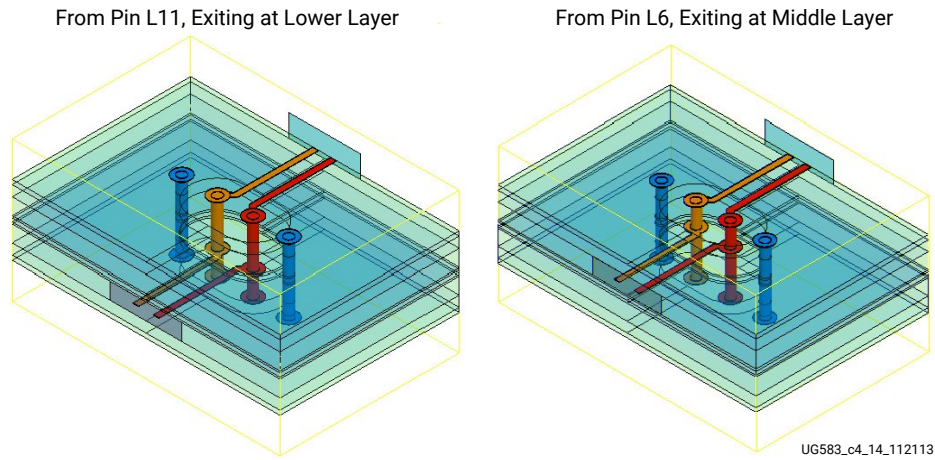 From Pin L11, Exiting at Lower Layer
From Pin L6, Exiting at Middle Layer
UG583_c4_14_112113